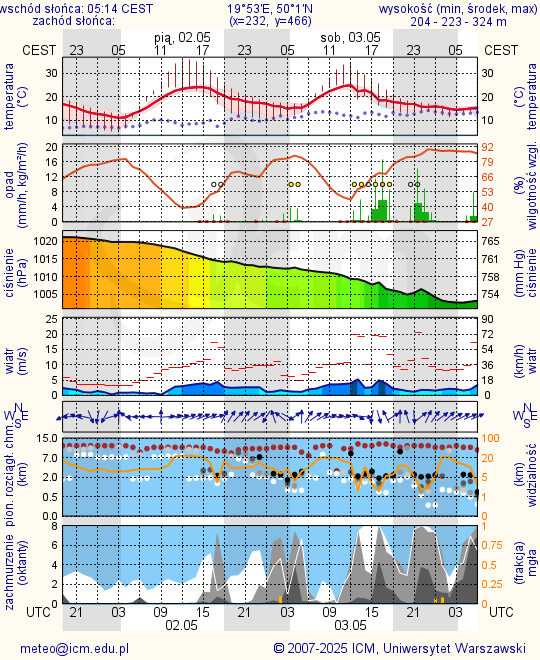 wschód słońca: 05:14 CEST 19°53'E, 50°1'N wysokość (min, środek, max)
zachód słońca: (x=232, y=466) 204 - 223 - 324 m
pią, 02.05 sob, 03.05
CEST 23 05 11 17 23 05 11 17 23 05 CEST
temperatura (°C) 30 20 10 30 20 10 (°C) temperatura
opad (mm/h, kg/m²/h) 20 16 12 8 4 0 92 79 66 53 40 27 (%) wilgotność wzgl.
ciśnienie (hPa) 1020 1015 1010 1005 765 761 758 754 (mm Hg) ciśnienie
wiatr (m/s) 25 20 15 10 5 0 90 72 54 36 18 0 (km/h) wiatr
W N E S W N E S
pion. rozciągł. chm. (km) 15.0 7.0 2.0 0.5 0.0 100 20 5 1 0 (km) widzialność
zachmurzenie (oktanty) 8 6 4 2 0 1 0.75 0.5 0.25 0 (frakcja) mgła
UTC 21 03 09 15 21 03 09 15 21 03 UTC
02.05 03.05
meteo@icm.edu.pl © 2007-2025 ICM, Uniwersytet Warszawski